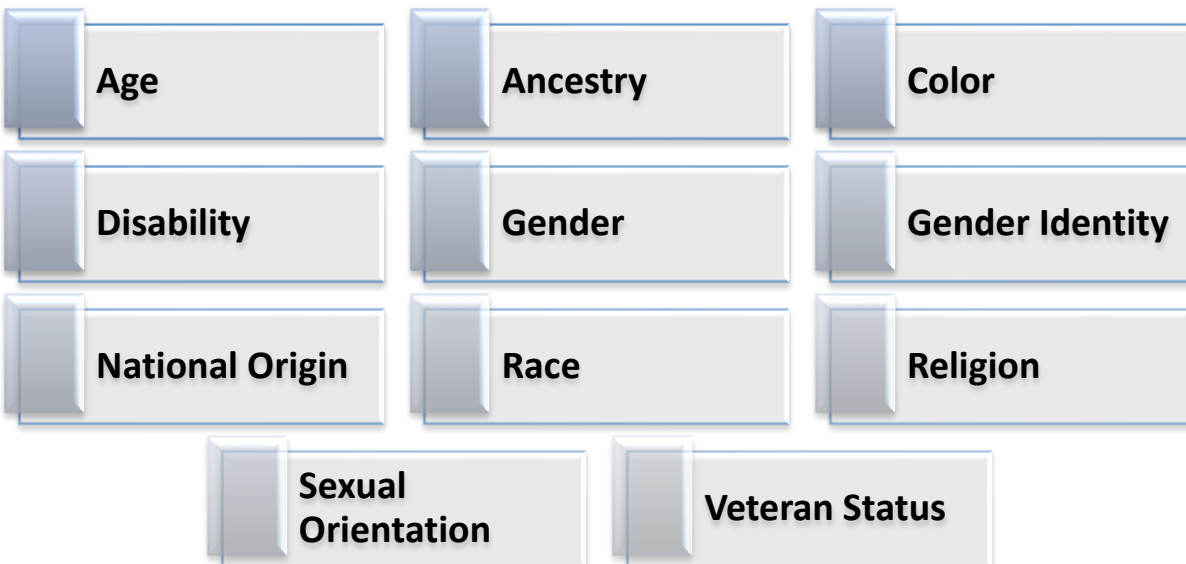 Age
Ancestry
Color
Disability
Gender
Gender Identity
National Origin
Race
Religion
Sexual
Orientation
Veteran Status